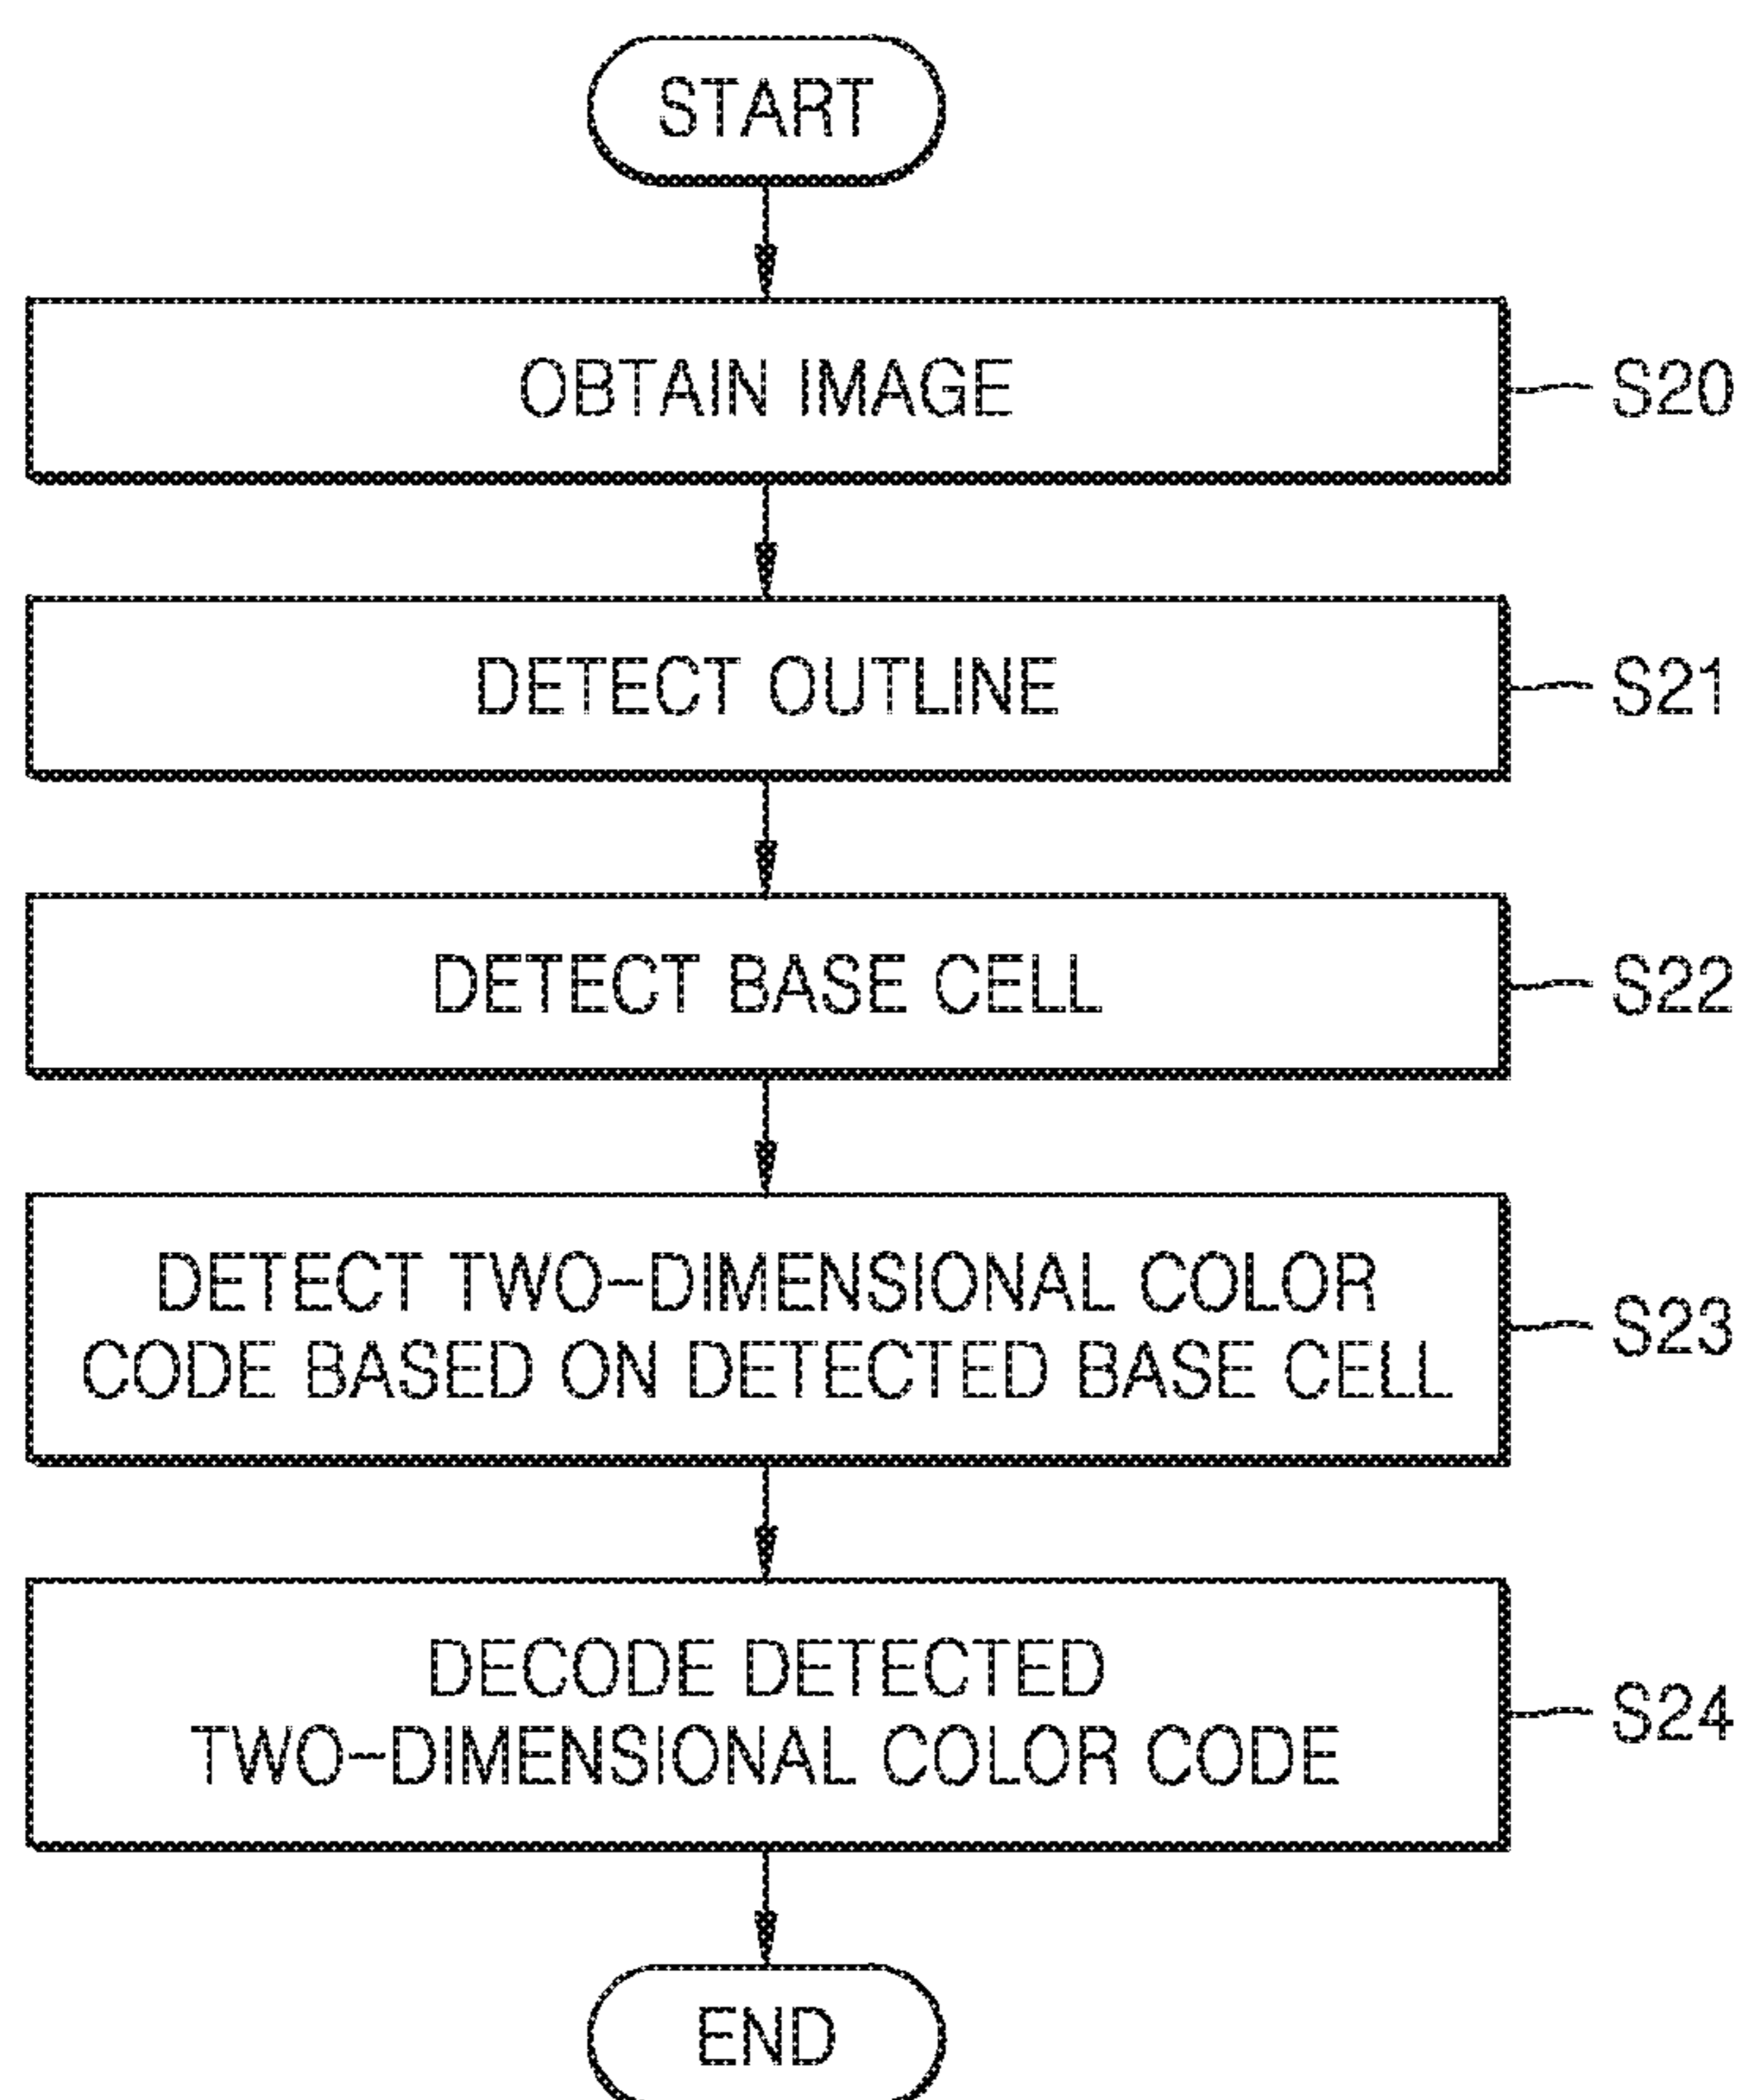 START
OBTAIN IMAGE
S20
DETECT OUTLINE
S21
DETECT BASE CELL
S22
DETECT TWO-DIMENSIONAL COLOR
CODE BASED ON DETECTED BASE CELL
S23
DECODE DETECTED
TWO-DIMENSIONAL COLOR CODE
S24
END